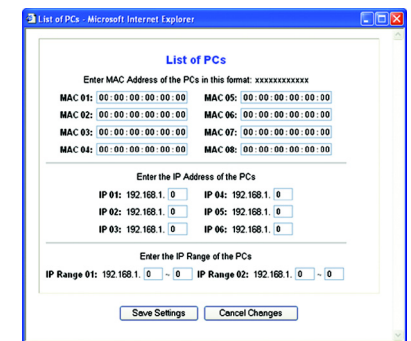 List of PCs - Microsoft Internet Explorer
List of PCs
Enter MAC Address of the PCs in this format: xxxxxxxxxxxx
MAC 01: 00:00:00:00:00:00 MAC 05: 00:00:00:00:00:00
MAC 02: 00:00:00:00:00:00 MAC 06: 00:00:00:00:00:00
MAC 03: 00:00:00:00:00:00 MAC 07: 00:00:00:00:00:00
MAC 04: 00:00:00:00:00:00 MAC 08: 00:00:00:00:00:00
Enter the IP Address of the PCs
IP 01: 192.168.1. 0 IP 04: 192.168.1. 0
IP 02: 192.168.1. 0 IP 05: 192.168.1. 0
IP 03: 192.168.1. 0 IP 06: 192.168.1. 0
Enter the IP Range of the PCs
IP Range 01: 192.168.1. 0 ~ 0 IP Range 02: 192.168.1. 0 ~ 0
Save Settings Cancel Changes